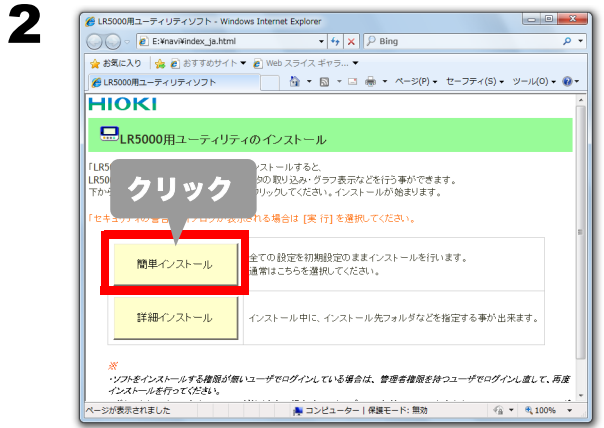 2
LR5000用ユーティリティソフト - Windows Internet Explorer
E:¥navi¥index_ja.html
Bing
お気に入り
おすすめサイト
Web スライス ギャラ...
LR5000用ユーティリティソフト
ページ(P)
セーフティ(S)
ツール(O)
HIOKI
LR5000用ユーティリティのインストール
「LR5 ンストールすると、
LR50 タの取り込み・グラフ表示などを行う事ができます。
下か リックしてください。インストールが始まります。
クリック
「セキュリティの警告 ダイアログが表示される場合は [実 行] を選択してください。
簡単インストール
全ての設定を初期設定のままインストールを行います。
通常はこちらを選択してください。
詳細インストール
インストール中に、インストール先フォルダなどを指定する事が出来ます。
※
・ソフトをインストールする権限が無いユーザでログインしている場合は、管理者権限を持つユーザでログインし直して、再度
インストールを行ってください。
ページが表示されました
コンピューター | 保護モード: 無効
100%